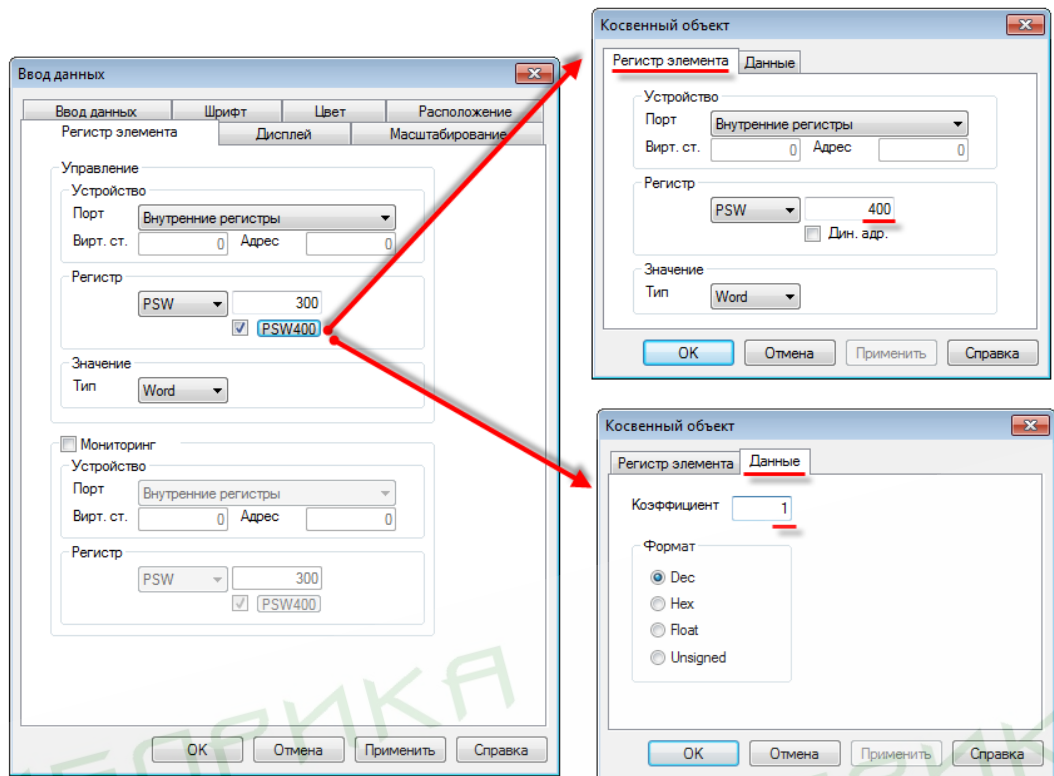 Ввод данных
Ввод данных Шрифт Цвет Расположение
Регистр элемента Дисплей Масштабирование
Управление
Устройство
Порт Внутренние регистры
Вирт. ст. 0 Адрес 0
Регистр
PSW 300
PSW400
Значение
Тип Word
Мониторинг
Устройство
Порт Внутренние регистры
Вирт. ст. 0 Адрес 0
Регистр
PSW 300
PSW400
OK Отмена Применить Справка
Косвенный объект
Регистр элемента Данные
Устройство
Порт Внутренние регистры
Вирт. ст. 0 Адрес 0
Регистр
PSW 400
Дин. адр.
Значение
Тип Word
OK Отмена Применить Справка
Косвенный объект
Регистр элемента Данные
Коэффициент 1
Формат
Dec
Hex
Float
Unsigned
OK Отмена Применить Справка